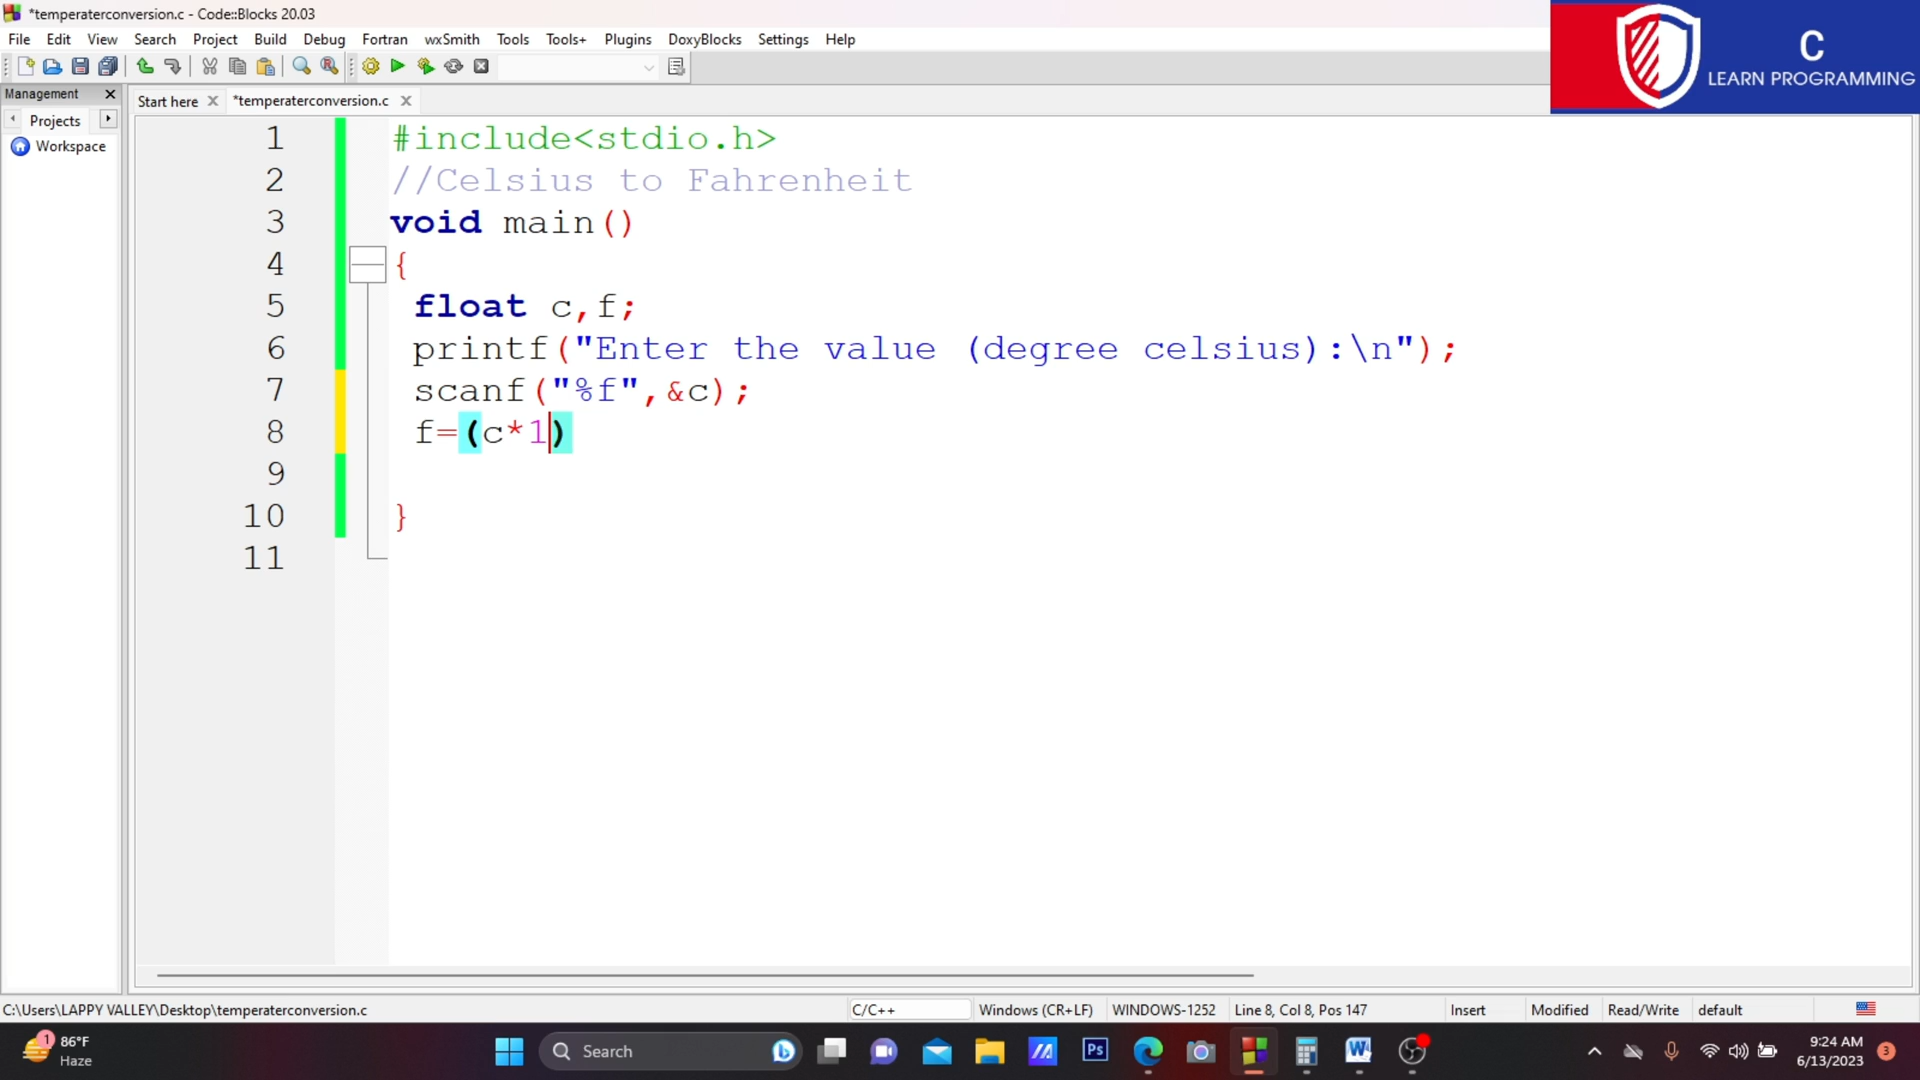 *temperaterconversion.c - Code::Blocks 20.03
File Edit View Search Project Build Debug Fortran wxSmith Tools Tools+ Plugins DoxyBlocks Settings Help
C
LEARN PROGRAMMING
Management
Projects
Workspace
Start here *temperaterconversion.c
1 #include<stdio.h>
2 //Celsius to Fahrenheit
3 void main()
4 {
5 float c,f;
6 printf("Enter the value (degree celsius):\n");
7 scanf("%f",&c);
8 f=(c*1)
9
10 }
11
C:\Users\LAPPY VALLEY\Desktop\temperaterconversion.c C/C++ Windows (CR+LF) WINDOWS-1252 Line 8, Col 8, Pos 147 Insert Modified Read/Write default
1 86°F
Haze
Search
Ps
W
9:24 AM
6/13/2023
3